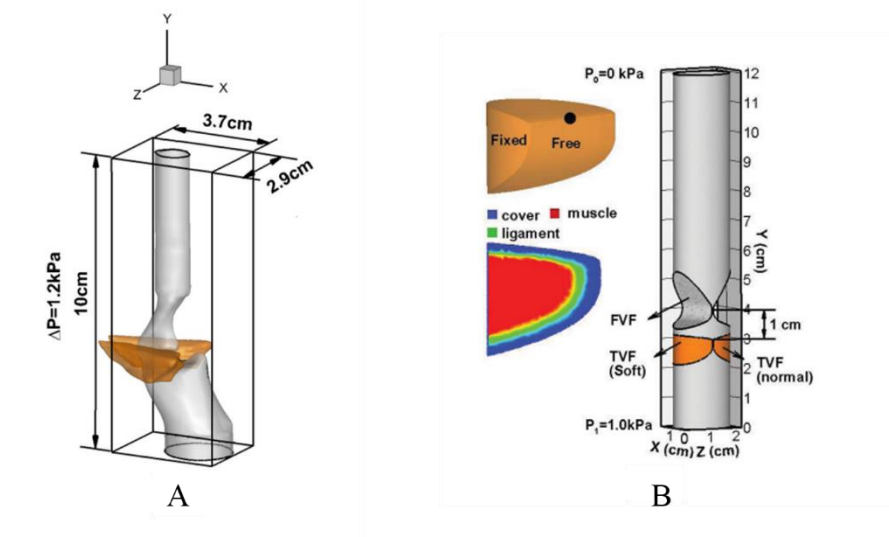 Y
X
Z
3.7cm
2.9cm
ΔP=1.2kPa
10cm
A
P₀=0 kPa
12
11
10
9
8
7
6
5
4
3
2
1
0
Y (cm)
Fixed
Free
cover
muscle
ligament
FVF
1 cm
TVF
(Soft)
TVF
(normal)
P₁=1.0kPa
1 0 1 2
X (cm) Z (cm)
B